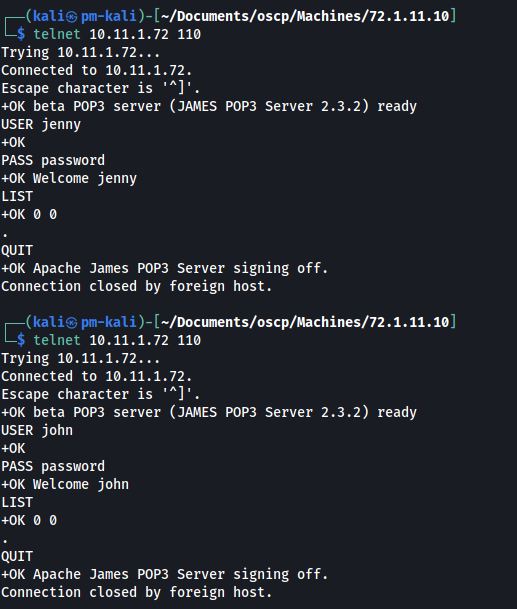 ┌──(kali㉿pm-kali)-[~/Documents/oscp/Machines/72.1.11.10]
└─$ telnet 10.11.1.72 110
Trying 10.11.1.72...
Connected to 10.11.1.72.
Escape character is '^]'.
+OK beta POP3 server (JAMES POP3 Server 2.3.2) ready
USER jenny
+OK
PASS password
+OK Welcome jenny
LIST
+OK 0 0
.
QUIT
+OK Apache James POP3 Server signing off.
Connection closed by foreign host.
┌──(kali㉿pm-kali)-[~/Documents/oscp/Machines/72.1.11.10]
└─$ telnet 10.11.1.72 110
Trying 10.11.1.72...
Connected to 10.11.1.72.
Escape character is '^]'.
+OK beta POP3 server (JAMES POP3 Server 2.3.2) ready
USER john
+OK
PASS password
+OK Welcome john
LIST
+OK 0 0
.
QUIT
+OK Apache James POP3 Server signing off.
Connection closed by foreign host.